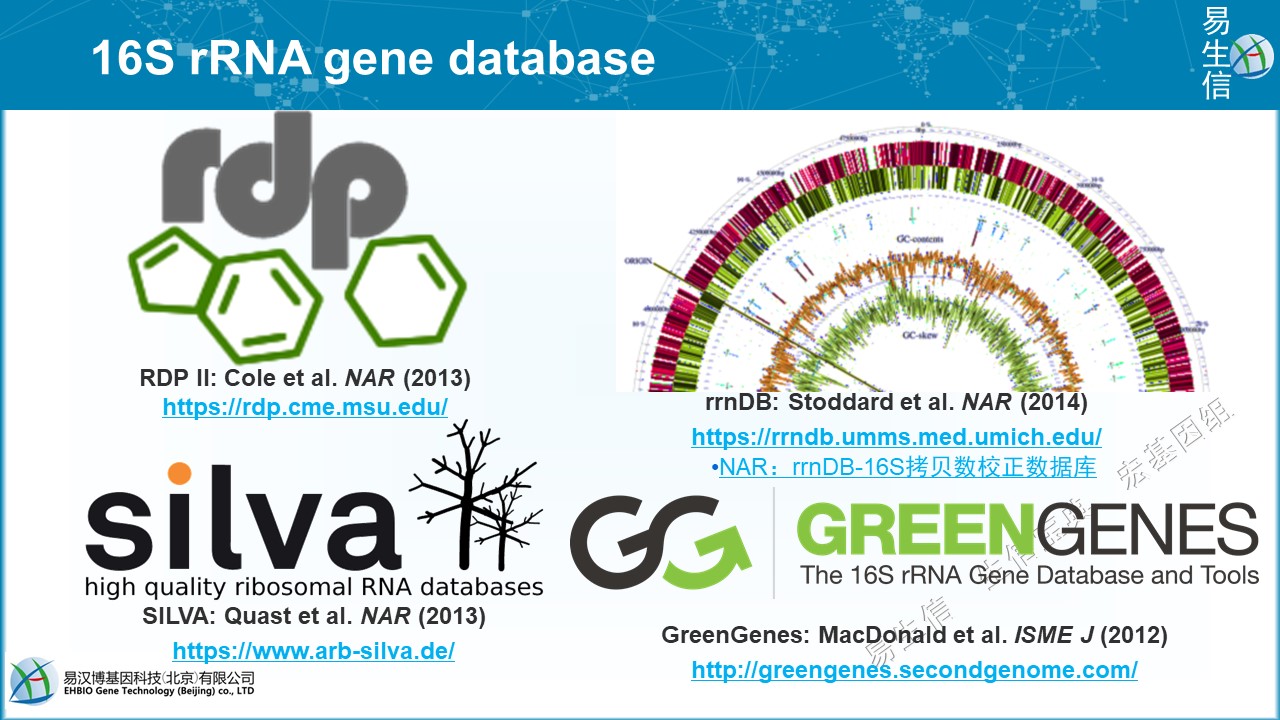 16S rRNA gene database
易生信
rdp
RDP II: Cole et al. NAR (2013)
https://rdp.cme.msu.edu/
GC-contents
ORIGIN
GC-skew
rrnDB: Stoddard et al. NAR (2014)
https://rrndb.umms.med.umich.edu/
•NAR：rrnDB-16S拷贝数校正数据库
silva
high quality ribosomal RNA databases
SILVA: Quast et al. NAR (2013)
https://www.arb-silva.de/
GG
GREENGENES
The 16S rRNA Gene Database and Tools
GreenGenes: MacDonald et al. ISME J (2012)
http://greengenes.secondgenome.com/
易生信
宏基因组
易汉博基因科技(北京)有限公司
EHBIO Gene Technology (Beijing) co., LTD